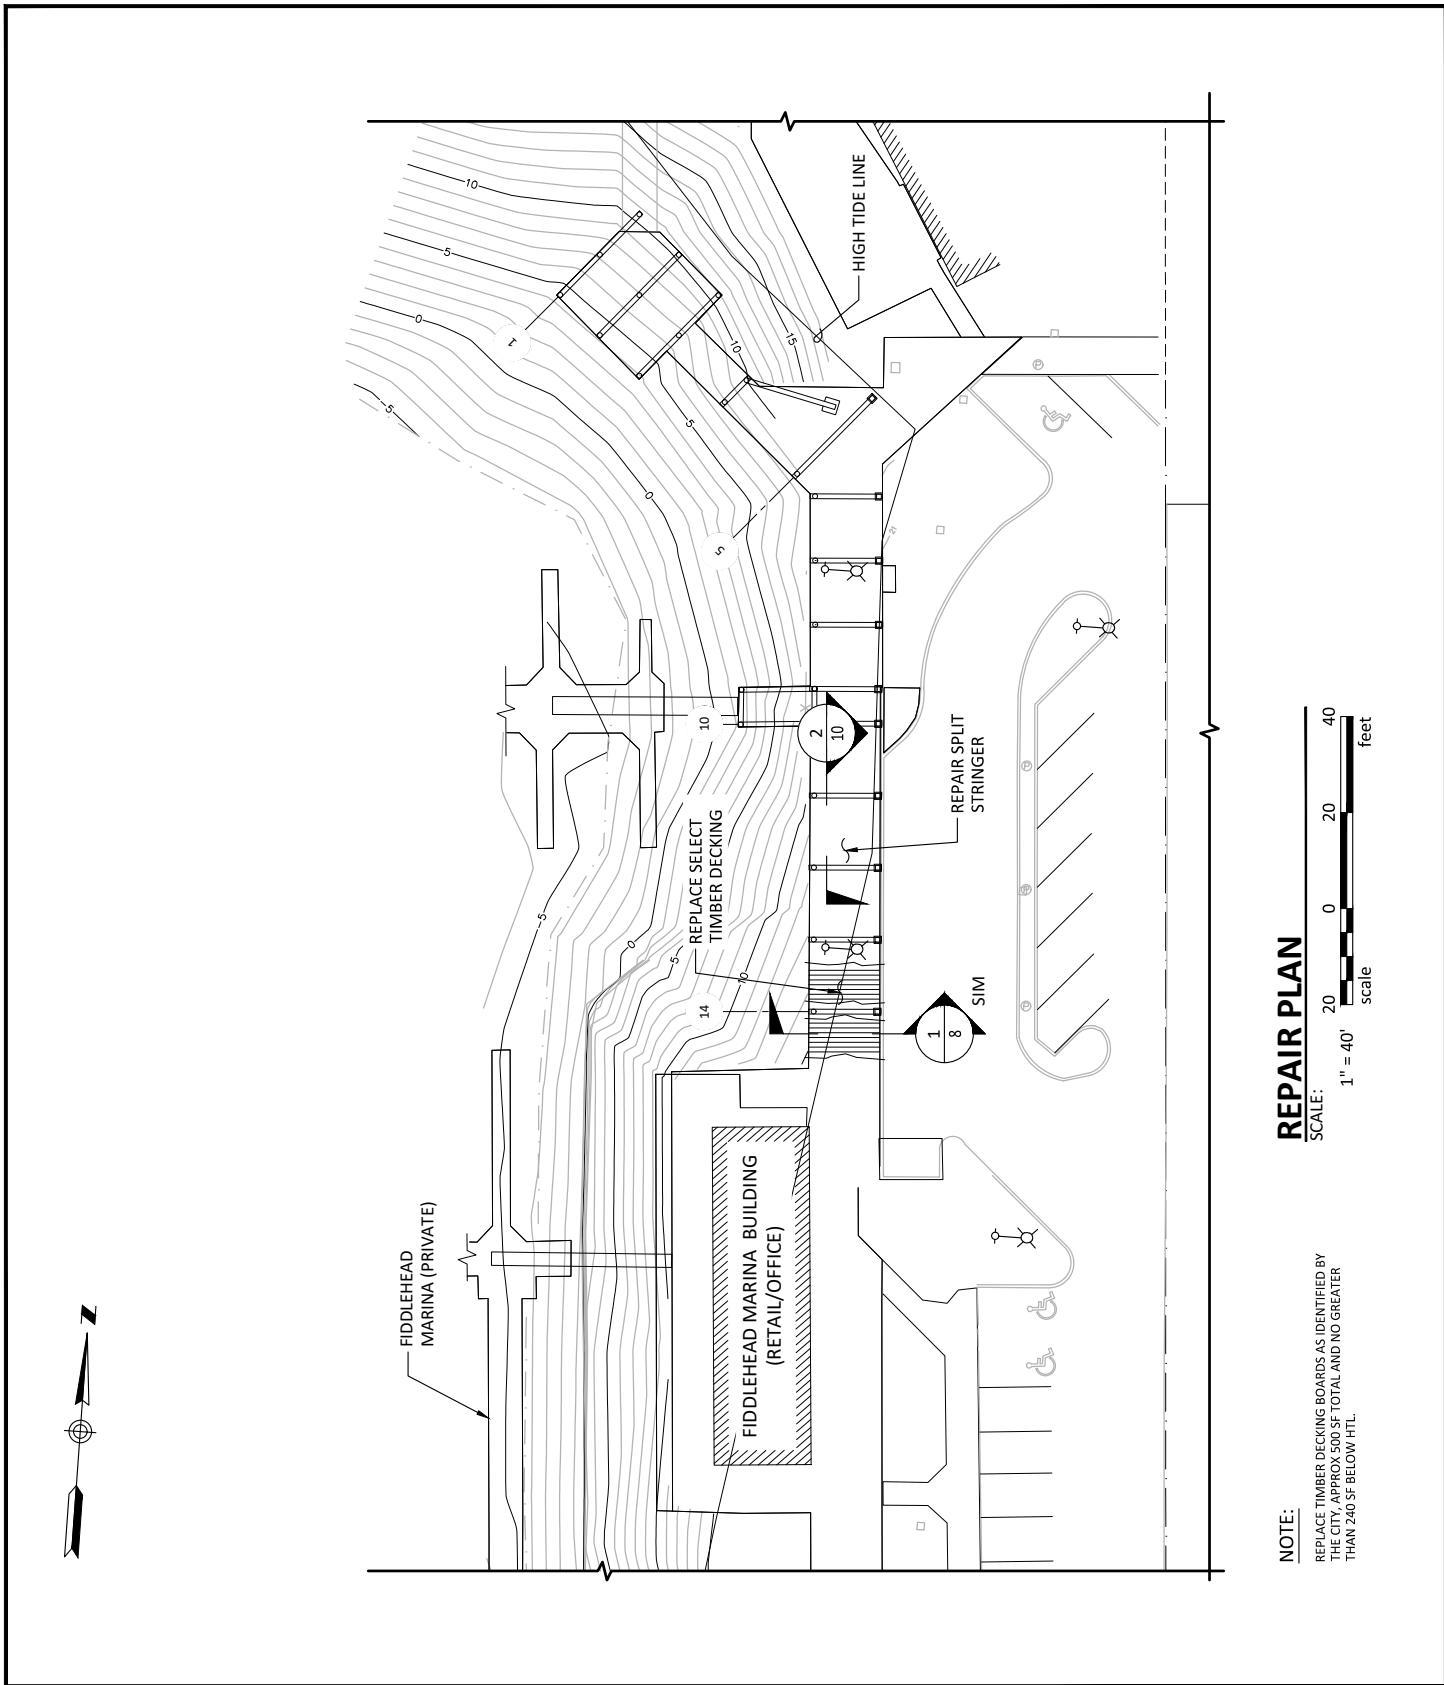 N
FIDDLEHEAD
MARINA (PRIVATE)
HIGH TIDE LINE
10
5
0
-5
1
15
10
5
0
5
10
REPLACE SELECT
TIMBER DECKING
2
10
REPAIR SPLIT
STRINGER
-5
0
5
10
14
1
8
SIM
21
FIDDLEHEAD MARINA BUILDING
(RETAIL/OFFICE)
NOTE:
REPLACE TIMBER DECKING BOARDS AS IDENTIFIED BY
THE CITY, APPROX 500 SF TOTAL AND NO GREATER
THAN 240 SF BELOW HTL.
REPAIR PLAN
SCALE:
1" = 40'
20 0 20 40
scale feet